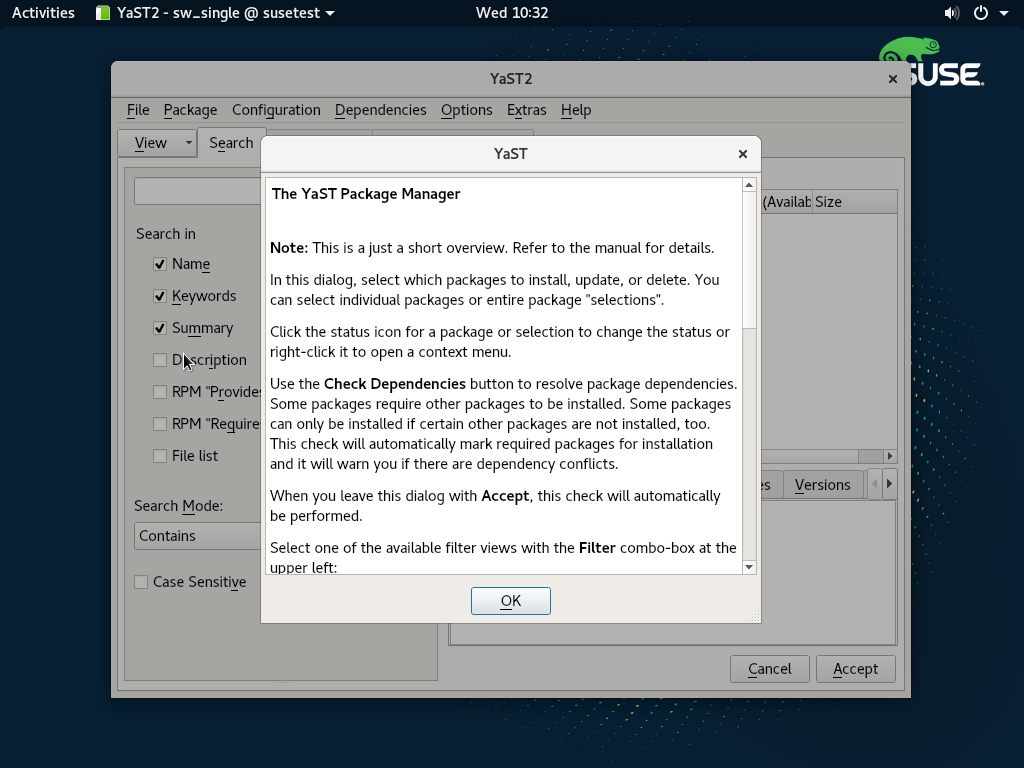 Activities
YaST2 - sw_single @ susetest
Wed 10:32
SUSE
YaST2
File Package Configuration Dependencies Options Extras Help
View Search
YaST
The YaST Package Manager
Note: This is a just a short overview. Refer to the manual for details.
In this dialog, select which packages to install, update, or delete. You
can select individual packages or entire package "selections".
Click the status icon for a package or selection to change the status or
right-click it to open a context menu.
Use the Check Dependencies button to resolve package dependencies.
Some packages require other packages to be installed. Some packages
can only be installed if certain other packages are not installed, too.
This check will automatically mark required packages for installation
and it will warn you if there are dependency conflicts.
When you leave this dialog with Accept, this check will automatically
be performed.
Select one of the available filter views with the Filter combo-box at the
upper left:
OK
Search in
Name
Keywords
Summary
Description
RPM "Provides
RPM "Require
File list
Search Mode:
Contains
Case Sensitive
(Availab Size
es Versions
Cancel Accept